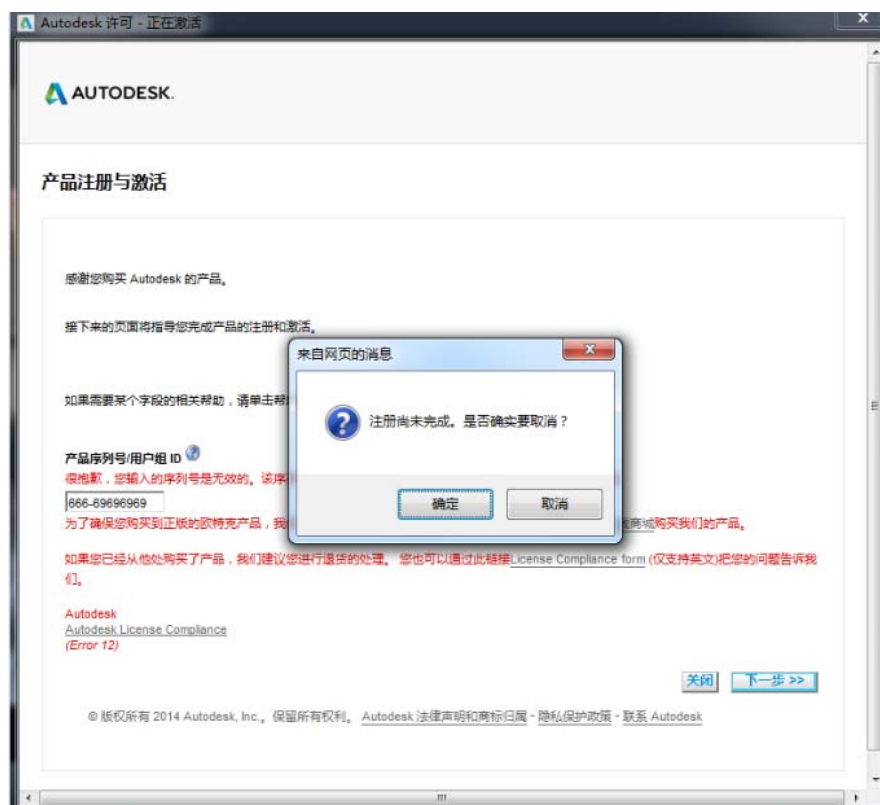 Autodesk 许可 - 正在激活
AUTODESK.
产品注册与激活
感谢您购买 Autodesk 的产品。
接下来的页面将指导您完成产品的注册和激活。
来自网页的消息
如果需要某个字段的相关帮助，请单击帮
注册尚未完成。是否确实要取消？
产品序列号/用户组 ID
很抱歉，您输入的序列号是无效的。该序
666-69696969
确定
取消
为了确保您购买到正版的欧特克产品，我 商城购买我们的产品。
如果您已经从他处购买了产品，我们建议您进行退货的处理。 您也可以通过此链接License Compliance form (仅支持英文)把您的问题告诉我
们。
Autodesk
Autodesk License Compliance
(Error 12)
关闭
下一步 >>
© 版权所有 2014 Autodesk, Inc.。保留所有权利。 Autodesk 法律声明和商标归属 - 隐私保护政策 - 联系 Autodesk